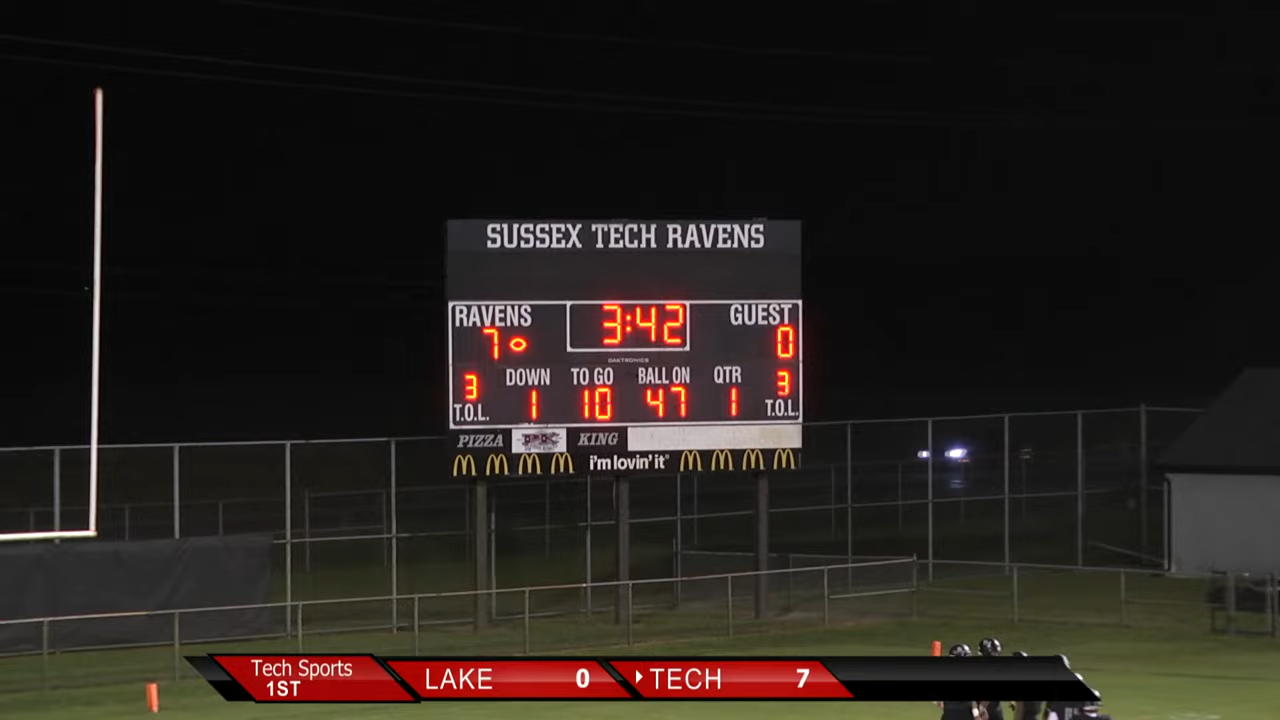 SUSSEX TECH RAVENS
RAVENS 3:42 GUEST
7 0
DAKTRONICS
3 DOWN TO GO BALL ON QTR 3
T.O.L. 1 10 47 1 T.O.L.
PIZZA KING
i'm lovin' it
Tech Sports
1ST
LAKE 0 TECH 7